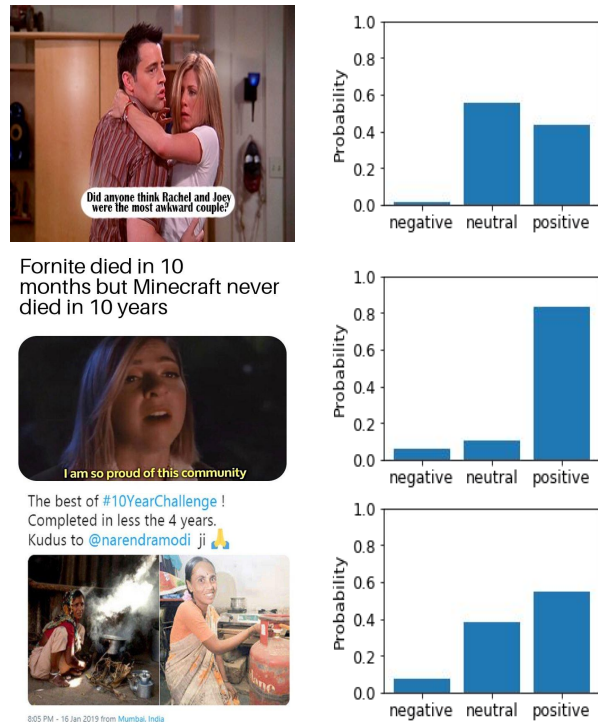 Did anyone think Rachel and Joey
were the most awkward couple?
1.0
0.8
0.6
0.4
0.2
0.0
Probability
negative neutral positive
Fornite died in 10
months but Minecraft never
died in 10 years
I am so proud of this community
1.0
0.8
0.6
0.4
0.2
0.0
Probability
negative neutral positive
The best of #10YearChallenge !
Completed in less the 4 years.
Kudus to @narendramodi ji 🙏
8:05 PM - 16 Jan 2019 from Mumbai, India
1.0
0.8
0.6
0.4
0.2
0.0
Probability
negative neutral positive